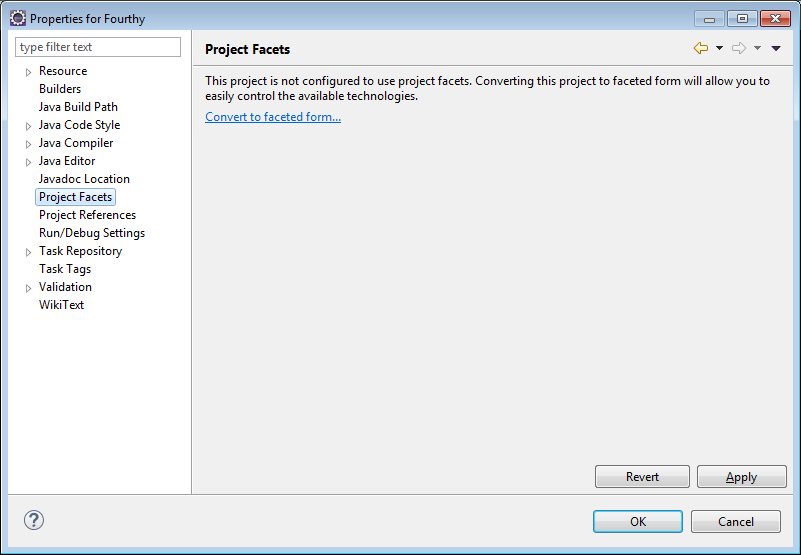 Properties for Fourthy
type filter text
Resource
Builders
Java Build Path
Java Code Style
Java Compiler
Java Editor
Javadoc Location
Project Facets
Project References
Run/Debug Settings
Task Repository
Task Tags
Validation
WikiText
Project Facets
This project is not configured to use project facets. Converting this project to faceted form will allow you to
easily control the available technologies.
Convert to faceted form...
Revert
Apply
?
OK
Cancel